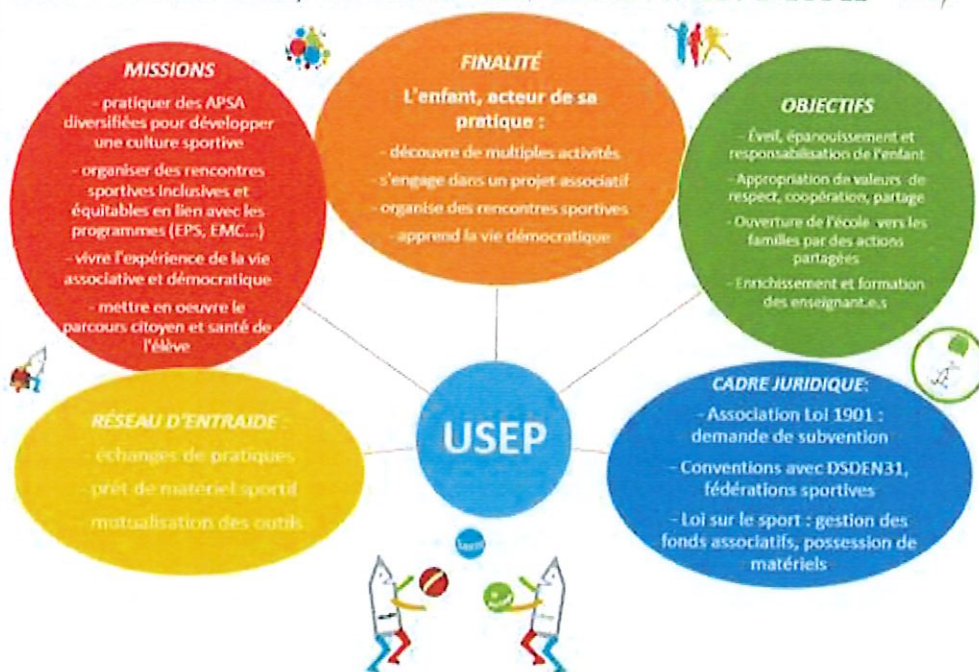 MISSIONS
- pratiquer des APSA
diversifiées pour développer
une culture sportive
- organiser des rencontres
sportives inclusives et
équitables en lien avec les
programmes (EPS, EMC...)
- vivre l'expérience de la vie
associative et démocratique
- mettre en oeuvre le
parcours citoyen et santé de
l'élève
FINALITÉ
L'enfant, acteur de sa
pratique :
- découvre de multiples activités
- s'engage dans un projet associatif
- organise des rencontres sportives
- apprend la vie démocratique
OBJECTIFS
- Éveil, épanouissement et
responsabilisation de l'enfant
- Appropriation de valeurs de
respect, coopération, partage
- Ouverture de l'école vers les
familles par des actions
partagées
- Enrichissement et formation
des enseignant.e.s
RÉSEAU D'ENTRAIDE :
- échanges de pratiques
- prêt de matériel sportif
- mutualisation des outils
USEP
CADRE JURIDIQUE:
- Association Loi 1901 :
demande de subvention
- Conventions avec DSDEN31,
fédérations sportives
- Loi sur le sport : gestion des
fonds associatifs, possession de
matériels